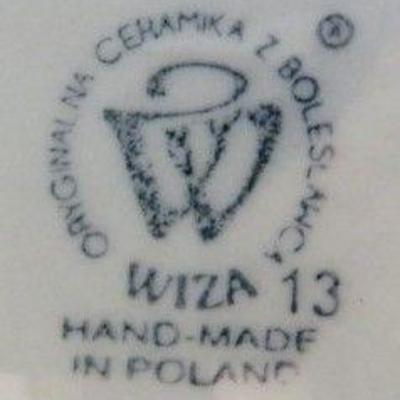 ORYGINALNA CERAMIKA Z BOLESŁAWCA
®
W
WIZA 13
HAND-MADE
IN POLAND